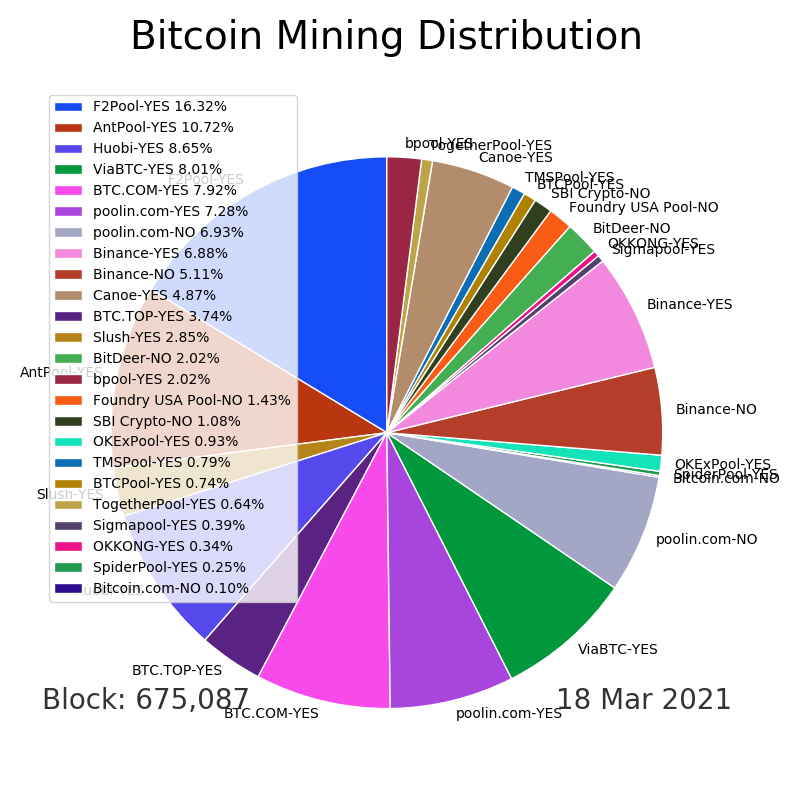 Bitcoin Mining Distribution
F2Pool-YES 16.32%
AntPool-YES 10.72%
Huobi-YES 8.65%
ViaBTC-YES 8.01%
BTC.COM-YES 7.92%
poolin.com-YES 7.28%
poolin.com-NO 6.93%
Binance-YES 6.88%
Binance-NO 5.11%
Canoe-YES 4.87%
BTC.TOP-YES 3.74%
Slush-YES 2.85%
BitDeer-NO 2.02%
bpool-YES 2.02%
Foundry USA Pool-NO 1.43%
SBI Crypto-NO 1.08%
OKExPool-YES 0.93%
TMSPool-YES 0.79%
BTCPool-YES 0.74%
TogetherPool-YES 0.64%
Sigmapool-YES 0.39%
OKKONG-YES 0.34%
SpiderPool-YES 0.25%
Bitcoin.com-NO 0.10%
F2Pool-YES
AntPool-YES
Slush-YES
Huobi-YES
BTC.TOP-YES
BTC.COM-YES
poolin.com-YES
ViaBTC-YES
poolin.com-NO
Bitcoin.com-NO
SpiderPool-YES
OKExPool-YES
Binance-NO
Binance-YES
Sigmapool-YES
OKKONG-YES
BitDeer-NO
Foundry USA Pool-NO
SBI Crypto-NO
BTCPool-YES
TMSPool-YES
Canoe-YES
TogetherPool-YES
bpool-YES
Block: 675,087
18 Mar 2021